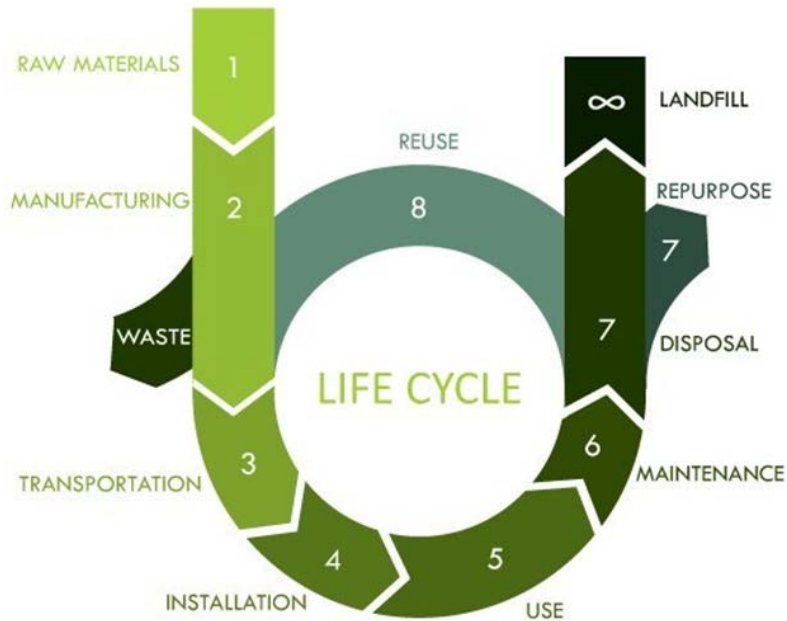 RAW MATERIALS
1
∞
LANDFILL
REUSE
MANUFACTURING
2
8
REPURPOSE
7
WASTE
7
DISPOSAL
LIFE CYCLE
3
6
TRANSPORTATION
MAINTENANCE
4
5
INSTALLATION
USE